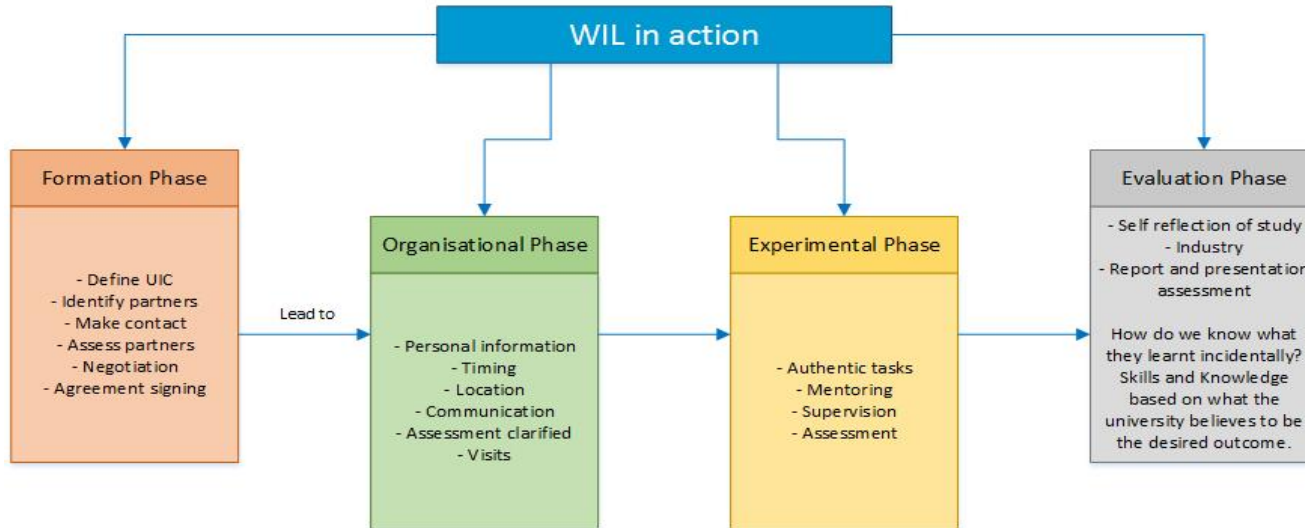 WIL in action
Formation Phase
- Define UIC
- Identify partners
- Make contact
- Assess partners
- Negotiation
- Agreement signing
Lead to
Organisational Phase
- Personal information
- Timing
- Location
- Communication
- Assessment clarified
- Visits
Experimental Phase
- Authentic tasks
- Mentoring
- Supervision
- Assessment
Evaluation Phase
- Self reflection of study
- Industry
- Report and presentation
assessment
How do we know what
they learnt incidentally?
Skills and Knowledge
based on what the
university believes to be
the desired outcome.